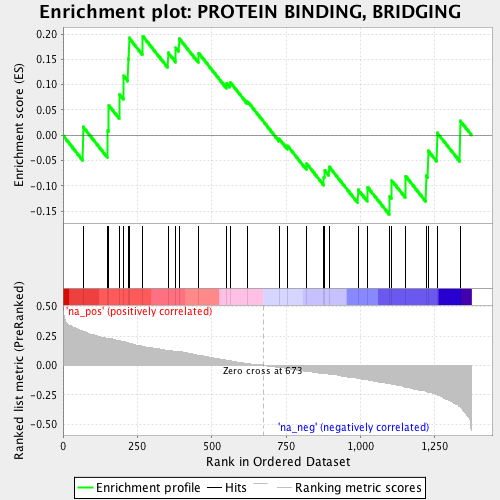 Enrichment plot: PROTEIN BINDING, BRIDGING
Enrichment score (ES)
0.20
0.15
0.10
0.05
0.00
-0.05
-0.10
-0.15
'na_pos' (positively correlated)
Ranked list metric (PreRanked)
0.50
0.25
0.00
-0.25
-0.50
Zero cross at 673
'na_neg' (negatively correlated)
0 250 500 750 1,000 1,250
Rank in Ordered Dataset
Enrichment profile Hits Ranking metric scores